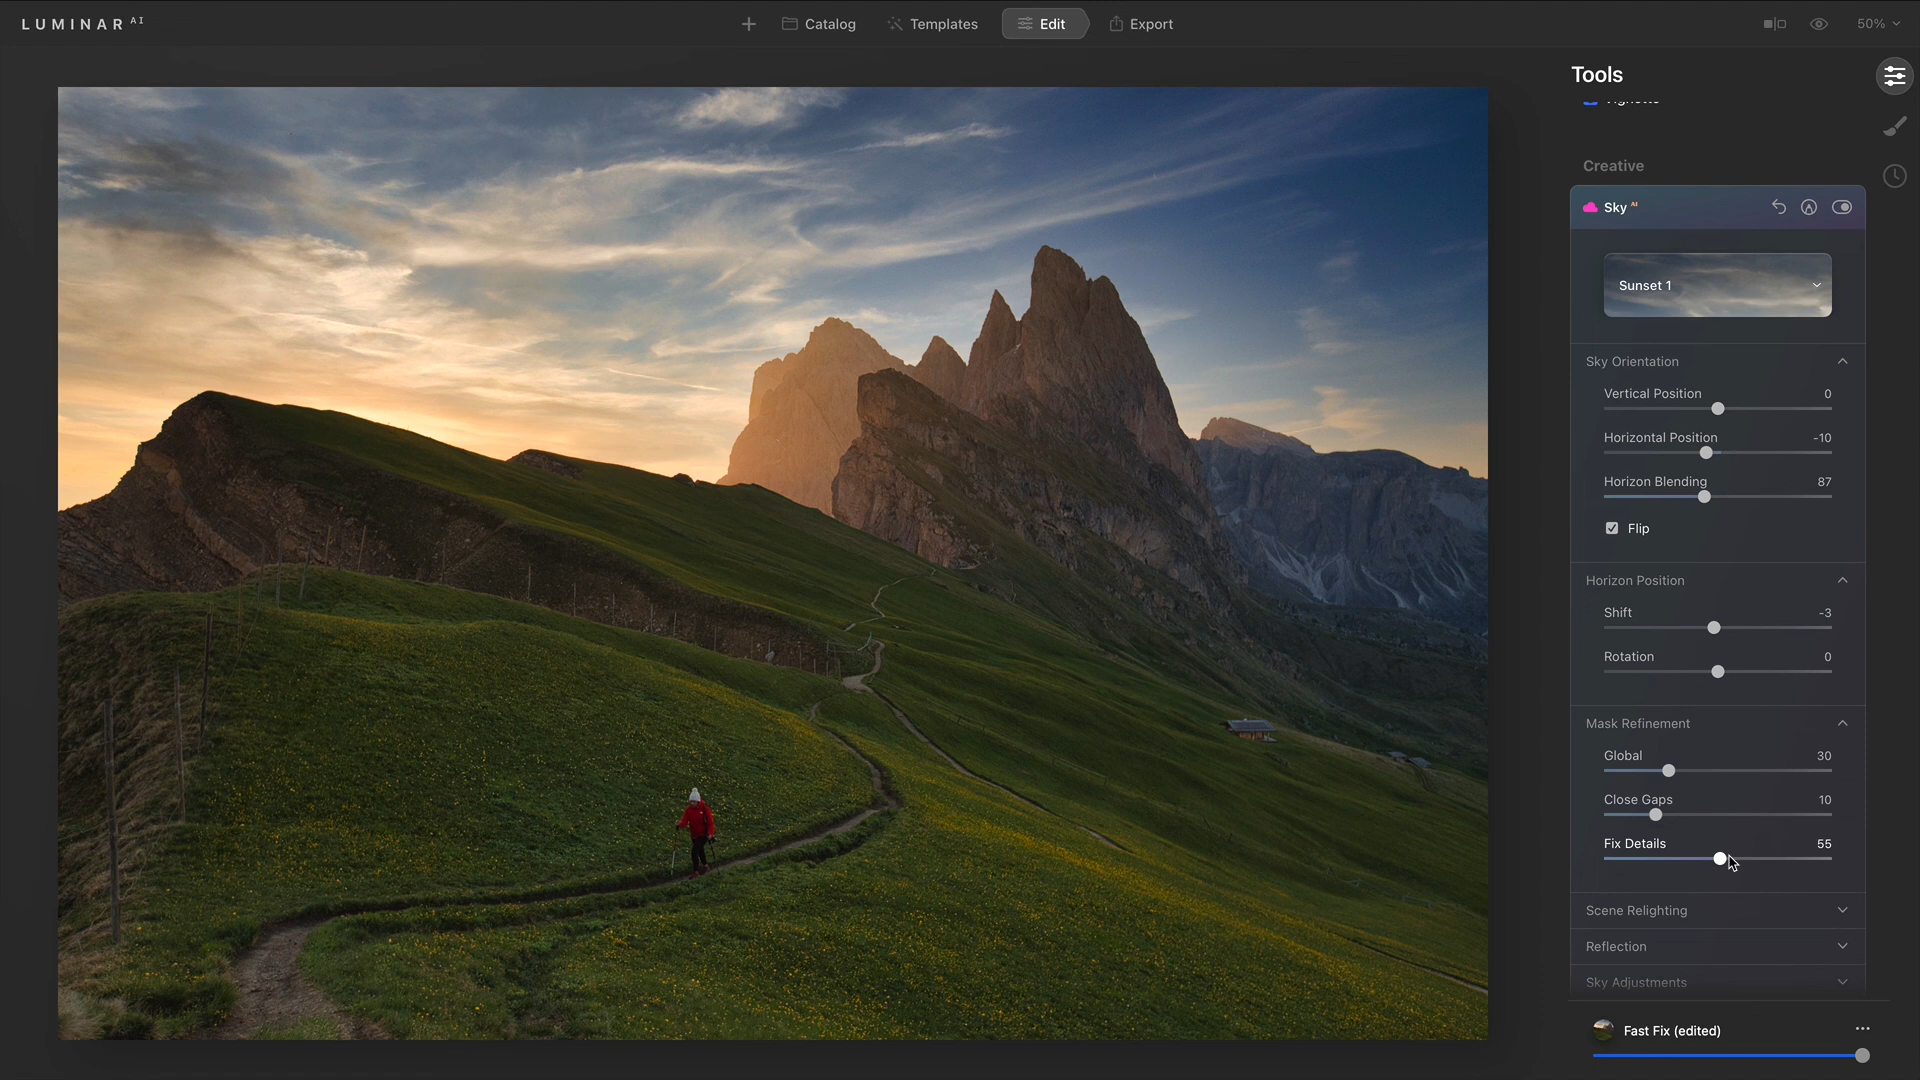 LUMINAR AI
Catalog
Templates
Edit
Export
50%
Tools
Creative
Sky AI
Sunset 1
Sky Orientation
Vertical Position 0
Horizontal Position -10
Horizon Blending 87
Flip
Horizon Position
Shift -3
Rotation 0
Mask Refinement
Global 30
Close Gaps 10
Fix Details 55
Scene Relighting
Reflection
Sky Adjustments
Fast Fix (edited)